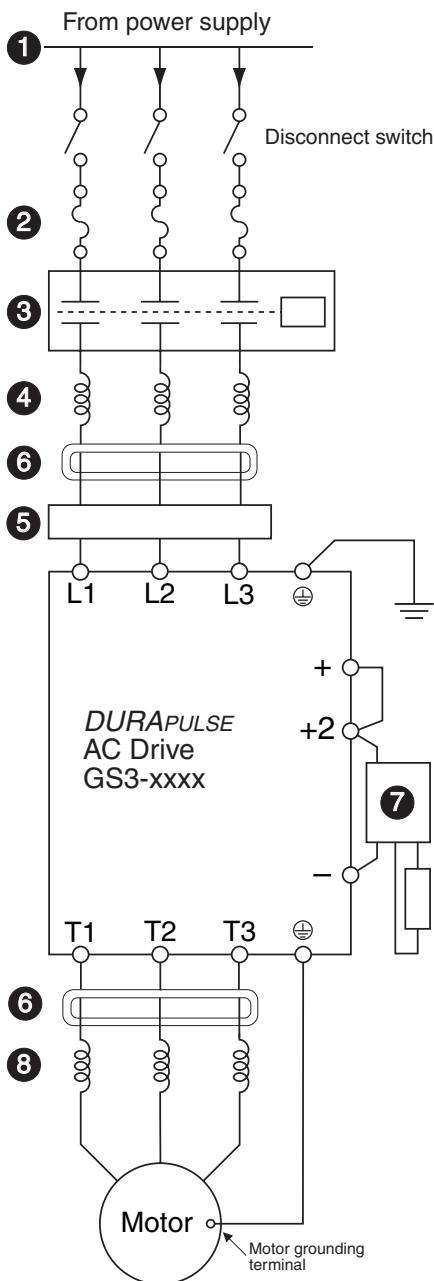 From power supply
1
Disconnect switch
2
3
4
6
5
L1 L2 L3
+
DURAPULSE
AC Drive
GS3-xxxx
+2
7
−
T1 T2 T3
6
8
Motor
Motor grounding
terminal